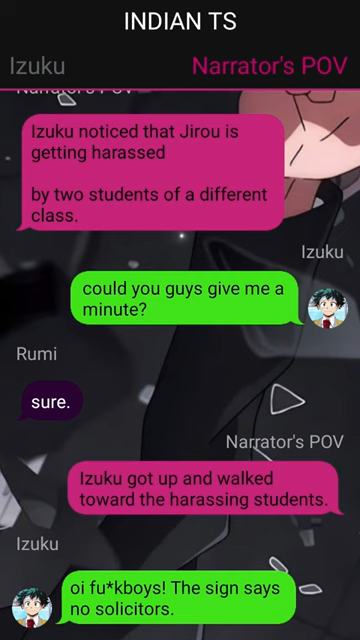 INDIAN TS
Izuku
Narrator's POV
Narrator's POV
Izuku noticed that Jirou is
getting harassed
by two students of a different
class.
Izuku
could you guys give me a
minute?
Rumi
sure.
Narrator's POV
Izuku got up and walked
toward the harassing students.
Izuku
oi fu*kboys! The sign says
no solicitors.